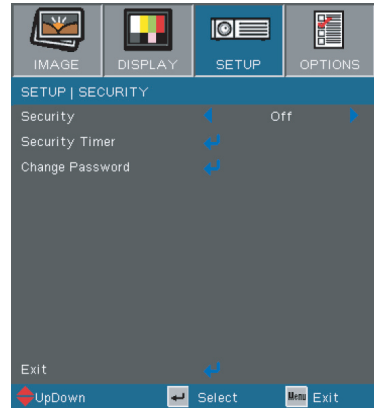 IMAGE DISPLAY SETUP OPTIONS
SETUP | SECURITY
Security Off
Security Timer
Change Password
Exit
UpDown Select Menu Exit